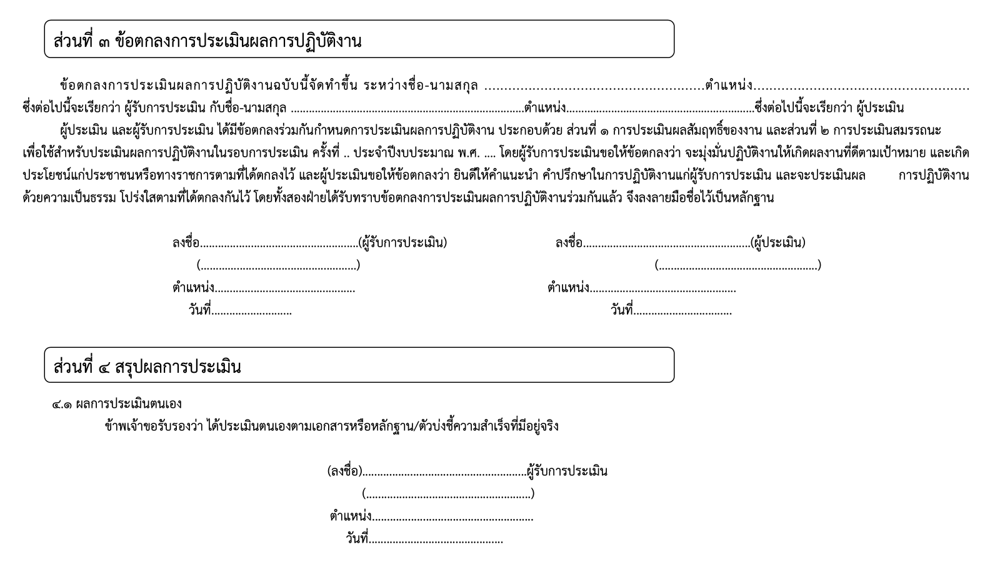 ส่วนที่ ๓ ข้อตกลงการประเมินผลการปฏิบัติงาน
ข้อตกลงการประเมินผลการปฏิบัติงานฉบับนี้จัดทำขึ้น ระหว่างชื่อ-นามสกุล ......................................................ตำแหน่ง.....................................................
ซึ่งต่อไปนี้จะเรียกว่า ผู้รับการประเมิน กับชื่อ-นามสกุล ..............................................................................ตำแหน่ง...............................................................ซึ่งต่อไปนี้จะเรียกว่า ผู้ประเมิน
ผู้ประเมิน และผู้รับการประเมิน ได้มีข้อตกลงร่วมกันกำหนดการประเมินผลการปฏิบัติงาน ประกอบด้วย ส่วนที่ ๑ การประเมินผลสัมฤทธิ์ของงาน และส่วนที่ ๒ การประเมินสมรรถนะ
เพื่อใช้สำหรับประเมินผลการปฏิบัติงานในรอบการประเมิน ครั้งที่ .. ประจำปีงบประมาณ พ.ศ. .... โดยผู้รับการประเมินขอให้ข้อตกลงว่า จะมุ่งมั่นปฏิบัติงานให้เกิดผลงานที่ดีตามเป้าหมาย และเกิด
ประโยชน์แก่ประชาชนหรือทางราชการตามที่ได้ตกลงไว้ และผู้ประเมินขอให้ข้อตกลงว่า ยินดีให้คำแนะนำ คำปรึกษาในการปฏิบัติงานแก่ผู้รับการประเมิน และจะประเมินผล การปฏิบัติงาน
ด้วยความเป็นธรรม โปร่งใสตามที่ได้ตกลงกันไว้ โดยทั้งสองฝ่ายได้รับทราบข้อตกลงการประเมินผลการปฏิบัติงานร่วมกันแล้ว จึงลงลายมือชื่อไว้เป็นหลักฐาน
ลงชื่อ.....................................................(ผู้รับการประเมิน) ลงชื่อ........................................................(ผู้ประเมิน)
(....................................................) (.....................................................)
ตำแหน่ง............................................... ตำแหน่ง.................................................
วันที่........................... วันที่.................................
ส่วนที่ ๔ สรุปผลการประเมิน
๔.๑ ผลการประเมินตนเอง
ข้าพเจ้าขอรับรองว่า ได้ประเมินตนเองตามเอกสารหรือหลักฐาน/ตัวบ่งชี้ความสำเร็จที่มีอยู่จริง
(ลงชื่อ).......................................................ผู้รับการประเมิน
(.......................................................)
ตำแหน่ง......................................................
วันที่.............................................